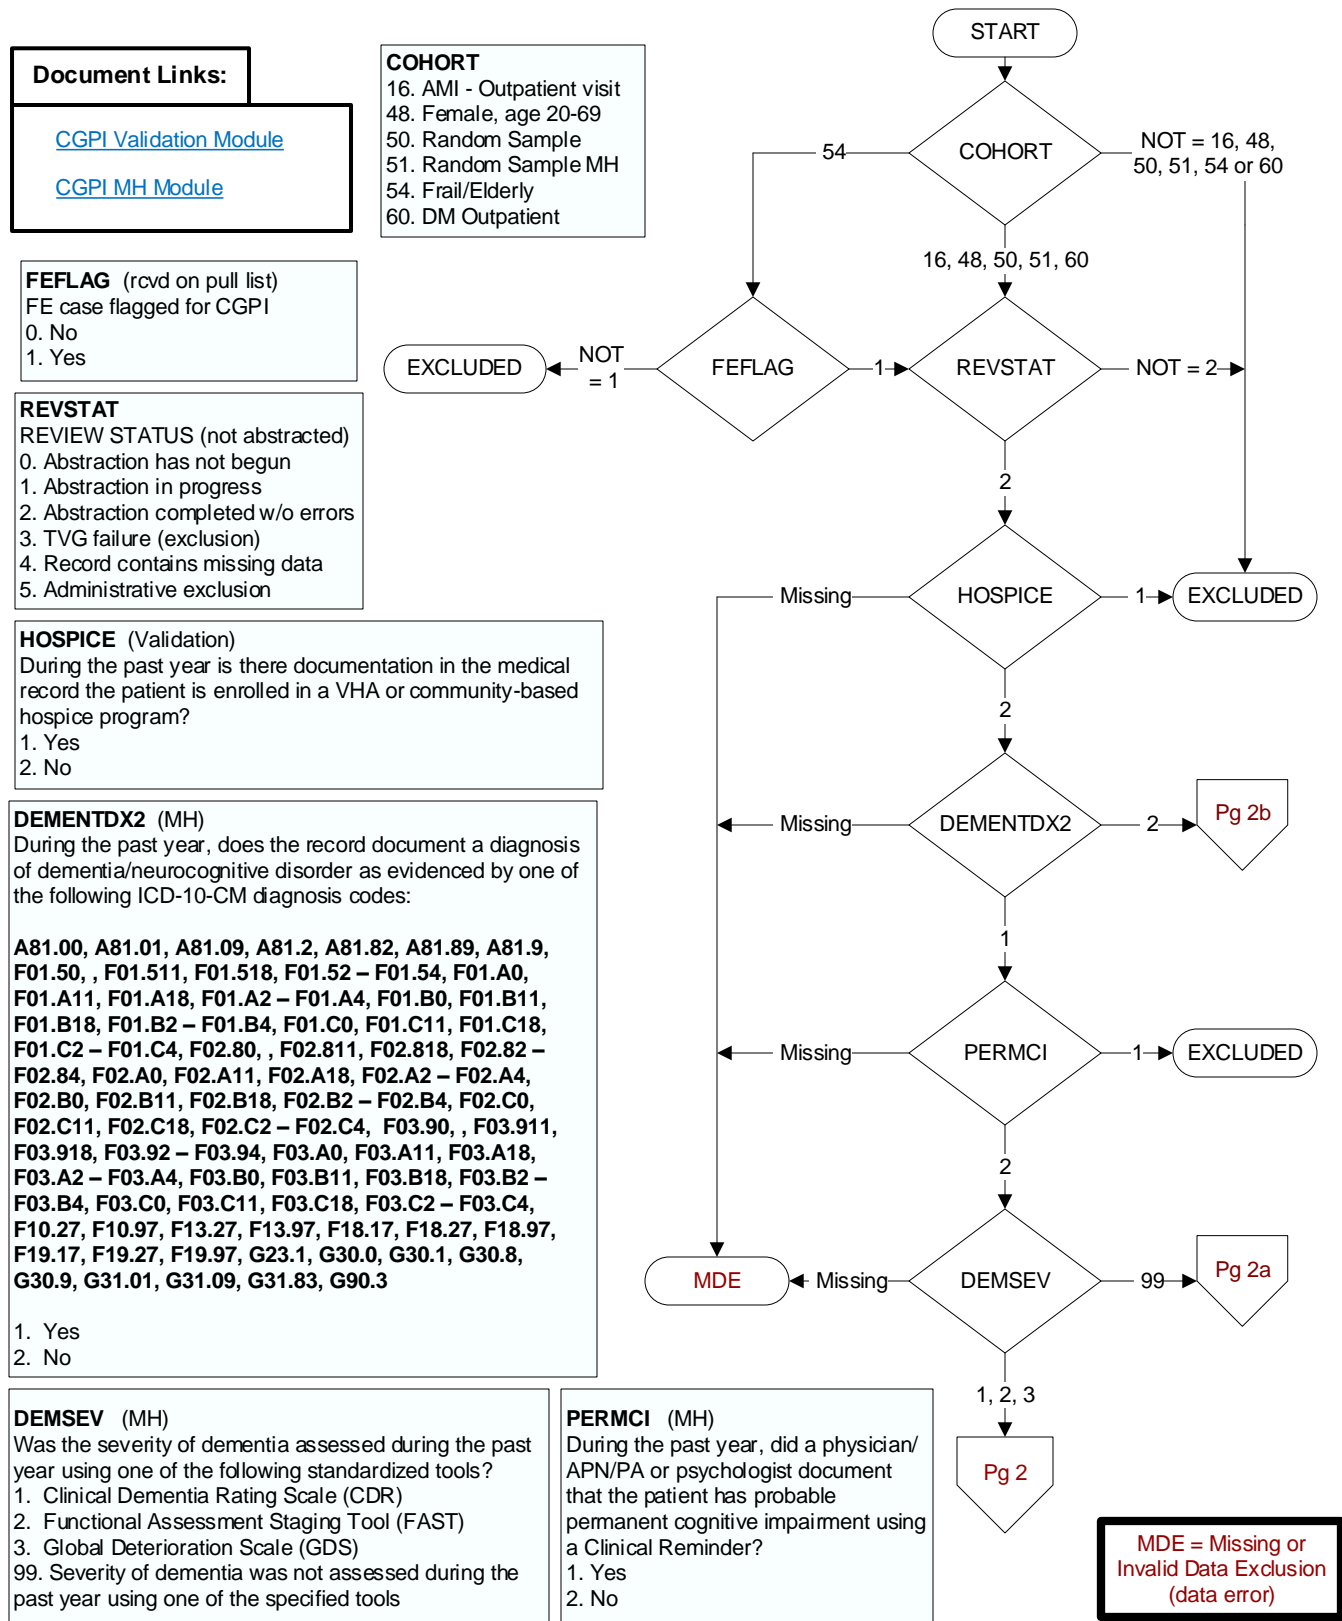 START
Document Links:
CGPI Validation Module
CGPI MH Module
COHORT
16. AMI - Outpatient visit
48. Female, age 20-69
50. Random Sample
51. Random Sample MH
54. Frail/Elderly
60. DM Outpatient
54
COHORT
NOT = 16, 48,
50, 51, 54 or 60
16, 48, 50, 51, 60
FEFLAG (rcvd on pull list)
FE case flagged for CGPI
0. No
1. Yes
EXCLUDED
NOT
= 1
FEFLAG
1
REVSTAT
NOT = 2
2
REVSTAT
REVIEW STATUS (not abstracted)
0. Abstraction has not begun
1. Abstraction in progress
2. Abstraction completed w/o errors
3. TVG failure (exclusion)
4. Record contains missing data
5. Administrative exclusion
Missing
HOSPICE
1
EXCLUDED
2
HOSPICE (Validation)
During the past year is there documentation in the medical
record the patient is enrolled in a VHA or community-based
hospice program?
1. Yes
2. No
Missing
DEMENTDX2
2
Pg 2b
1
DEMENTDX2 (MH)
During the past year, does the record document a diagnosis
of dementia/neurocognitive disorder as evidenced by one of
the following ICD-10-CM diagnosis codes:
A81.00, A81.01, A81.09, A81.2, A81.82, A81.89, A81.9,
F01.50, , F01.511, F01.518, F01.52 – F01.54, F01.A0,
F01.A11, F01.A18, F01.A2 – F01.A4, F01.B0, F01.B11,
F01.B18, F01.B2 – F01.B4, F01.C0, F01.C11, F01.C18,
F01.C2 – F01.C4, F02.80, , F02.811, F02.818, F02.82 –
F02.84, F02.A0, F02.A11, F02.A18, F02.A2 – F02.A4,
F02.B0, F02.B11, F02.B18, F02.B2 – F02.B4, F02.C0,
F02.C11, F02.C18, F02.C2 – F02.C4, F03.90, , F03.911,
F03.918, F03.92 – F03.94, F03.A0, F03.A11, F03.A18,
F03.A2 – F03.A4, F03.B0, F03.B11, F03.B18, F03.B2 –
F03.B4, F03.C0, F03.C11, F03.C18, F03.C2 – F03.C4,
F10.27, F10.97, F13.27, F13.97, F18.17, F18.27, F18.97,
F19.17, F19.27, F19.97, G23.1, G30.0, G30.1, G30.8,
G30.9, G31.01, G31.09, G31.83, G90.3
1. Yes
2. No
Missing
PERMCI
1
EXCLUDED
2
MDE
Missing
DEMSEV
99
Pg 2a
1, 2, 3
Pg 2
DEMSEV (MH)
Was the severity of dementia assessed during the past
year using one of the following standardized tools?
1. Clinical Dementia Rating Scale (CDR)
2. Functional Assessment Staging Tool (FAST)
3. Global Deterioration Scale (GDS)
99. Severity of dementia was not assessed during the
past year using one of the specified tools
PERMCI (MH)
During the past year, did a physician/
APN/PA or psychologist document
that the patient has probable
permanent cognitive impairment using
a Clinical Reminder?
1. Yes
2. No
MDE = Missing or
Invalid Data Exclusion
(data error)